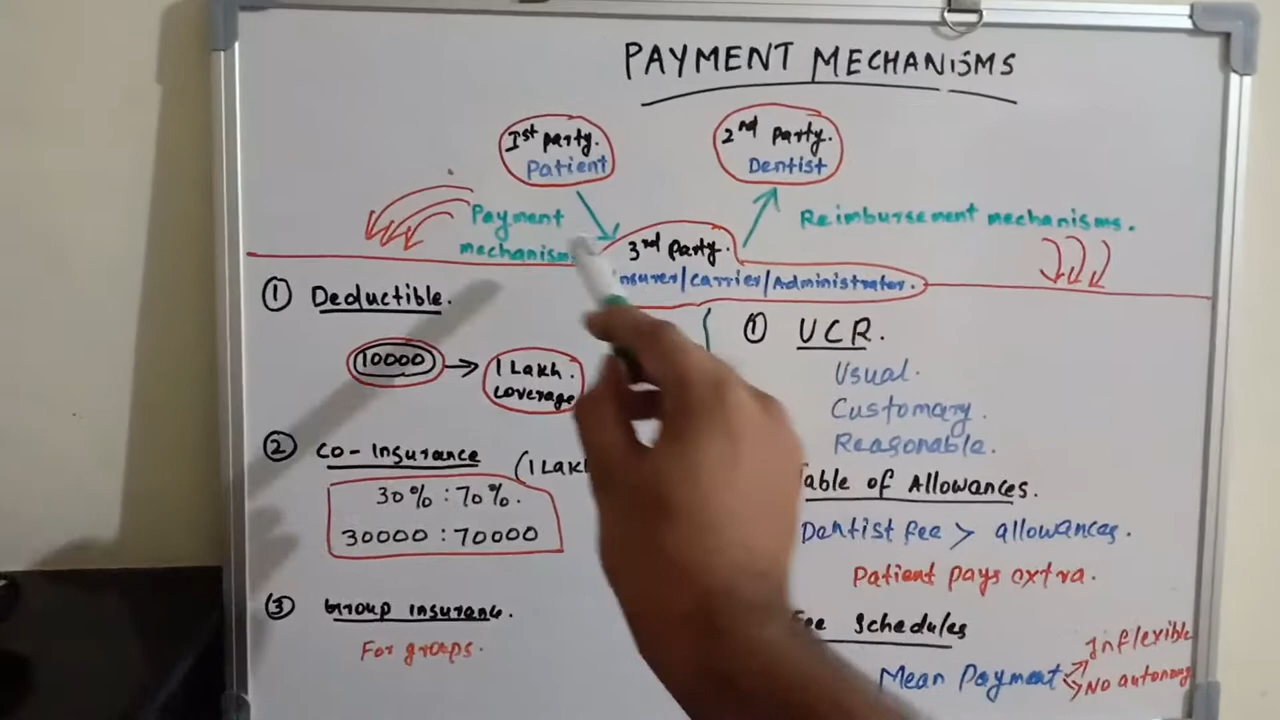 PAYMENT MECHANISMS
Ist party.
Patient
2nd party.
Dentist
Payment
mechanisms
3rd party.
Insurer/Carrier/Administrator.
Reimbursement mechanisms.
① Deductible.
10000 → 1 Lakh.
Coverage
② Co-Insurance (1 Lakh
30% : 70%.
30000 : 70000
③ Group insurance.
For groups.
① UCR.
Usual.
Customary.
Reasonable.
Table of Allowances.
Dentist fee > allowances.
Patient pays extra.
Fee Schedules
Mean Payment
Inflexible
No autonomy